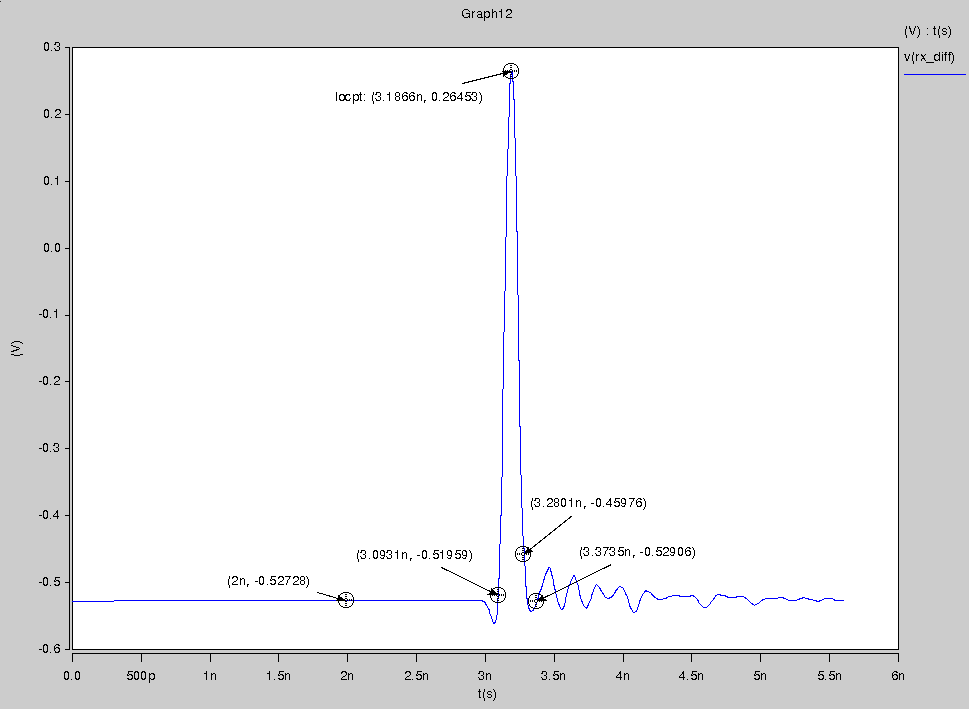 Graph12
(V) : t(s)
v(rx_diff)
0.3
0.2
0.1
0.0
-0.1
-0.2
-0.3
-0.4
-0.5
-0.6
(V)
locpt: (3.1866n, 0.26453)
(3.2801n, -0.45976)
(3.0931n, -0.51959)
(3.3735n, -0.52906)
(2n, -0.52728)
0.0 500p 1n 1.5n 2n 2.5n 3n 3.5n 4n 4.5n 5n 5.5n 6n
t(s)